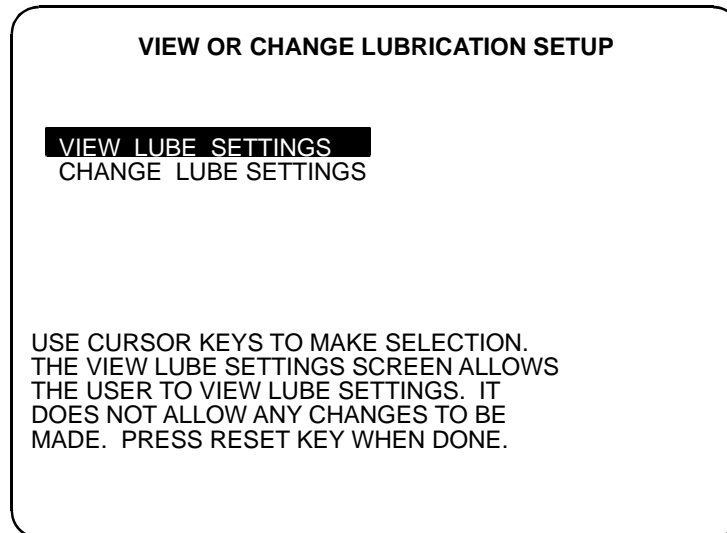 VIEW OR CHANGE LUBRICATION SETUP
VIEW LUBE SETTINGS
CHANGE LUBE SETTINGS
USE CURSOR KEYS TO MAKE SELECTION.
THE VIEW LUBE SETTINGS SCREEN ALLOWS
THE USER TO VIEW LUBE SETTINGS. IT
DOES NOT ALLOW ANY CHANGES TO BE
MADE. PRESS RESET KEY WHEN DONE.